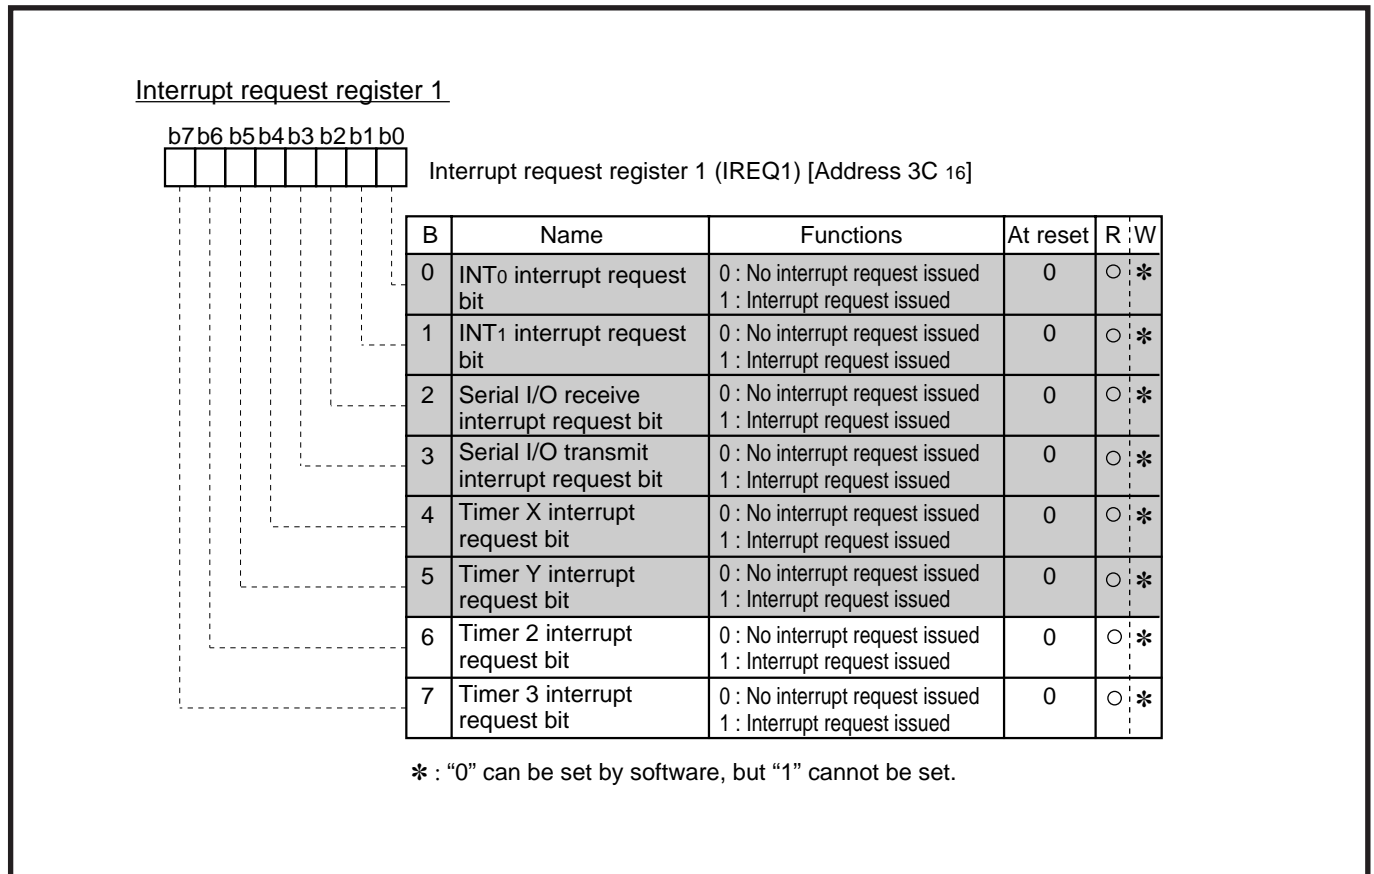 Interrupt request register 1
b7 b6 b5 b4 b3 b2 b1 b0
Interrupt request register 1 (IREQ1) [Address 3C 16]
B Name Functions At reset R W
0 INT0 interrupt request bit 0 : No interrupt request issued 1 : Interrupt request issued 0 ○ ✻
1 INT1 interrupt request bit 0 : No interrupt request issued 1 : Interrupt request issued 0 ○ ✻
2 Serial I/O receive interrupt request bit 0 : No interrupt request issued 1 : Interrupt request issued 0 ○ ✻
3 Serial I/O transmit interrupt request bit 0 : No interrupt request issued 1 : Interrupt request issued 0 ○ ✻
4 Timer X interrupt request bit 0 : No interrupt request issued 1 : Interrupt request issued 0 ○ ✻
5 Timer Y interrupt request bit 0 : No interrupt request issued 1 : Interrupt request issued 0 ○ ✻
6 Timer 2 interrupt request bit 0 : No interrupt request issued 1 : Interrupt request issued 0 ○ ✻
7 Timer 3 interrupt request bit 0 : No interrupt request issued 1 : Interrupt request issued 0 ○ ✻
✻ : “0” can be set by software, but “1” cannot be set.